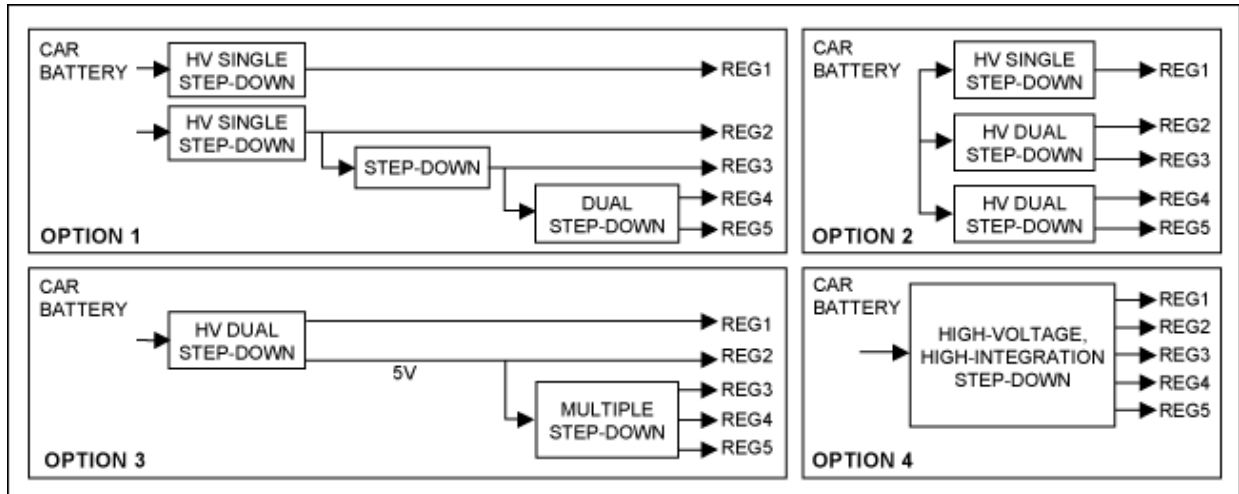 CAR
BATTERY
HV SINGLE
STEP-DOWN
REG1
HV SINGLE
STEP-DOWN
REG2
STEP-DOWN
REG3
DUAL
STEP-DOWN
REG4
REG5
OPTION 1
CAR
BATTERY
HV SINGLE
STEP-DOWN
REG1
HV DUAL
STEP-DOWN
REG2
REG3
HV DUAL
STEP-DOWN
REG4
REG5
OPTION 2
CAR
BATTERY
HV DUAL
STEP-DOWN
REG1
REG2
5V
MULTIPLE
STEP-DOWN
REG3
REG4
REG5
OPTION 3
CAR
BATTERY
HIGH-VOLTAGE,
HIGH-INTEGRATION
STEP-DOWN
REG1
REG2
REG3
REG4
REG5
OPTION 4